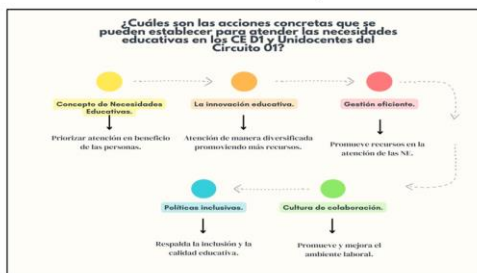 ¿Cuáles son las acciones concretas que se
pueden establecer para atender las necesidades
educativas en los CE D1 y Unidocentes del
Circuito 01?
Concepto de Necesidades
Educativas.
Priorizar atención en beneficio
de las personas.
La innovación educativa.
Atención de manera diversificada
promoviendo más recursos.
Gestión eficiente.
Promueve recursos en la
atención de las NE.
Políticas inclusivas.
Respalda la inclusión y la
calidad educativa.
Cultura de colaboración.
Promueve y mejora el
ambiente laboral.